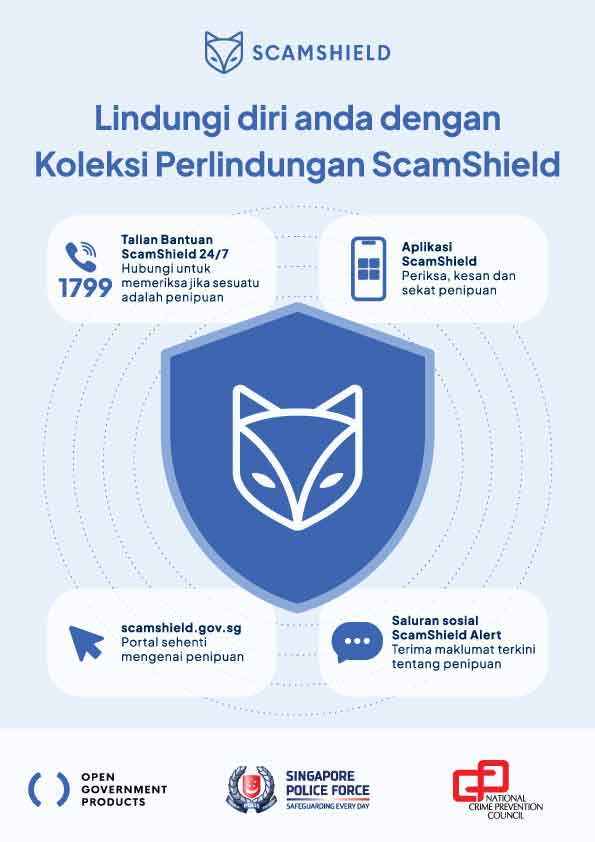 SCAMSHIELD
Lindungi diri anda dengan
Koleksi Perlindungan ScamShield
1799
Talian Bantuan
ScamShield 24/7
Hubungi untuk
memeriksa jika sesuatu
adalah penipuan
Aplikasi
ScamShield
Periksa, kesan dan
sekat penipuan
scamshield.gov.sg
Portal sehenti
mengenai penipuan
Saluran sosial
ScamShield Alert
Terima maklumat terkini
tentang penipuan
OPEN
GOVERNMENT
PRODUCTS
POLIS
SINGAPORE
POLICE FORCE
SAFEGUARDING EVERY DAY
NATIONAL
CRIME PREVENTION
COUNCIL